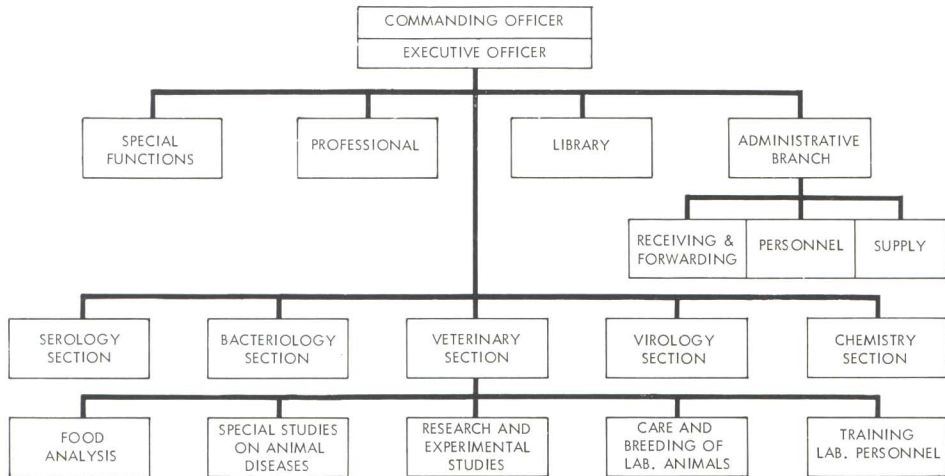 COMMANDING OFFICER
EXECUTIVE OFFICER
SPECIAL
FUNCTIONS
PROFESSIONAL
LIBRARY
ADMINISTRATIVE
BRANCH
RECEIVING &
FORWARDING
PERSONNEL
SUPPLY
SEROLOGY
SECTION
BACTERIOLOGY
SECTION
VETERINARY
SECTION
VIROLOGY
SECTION
CHEMISTRY
SECTION
FOOD
ANALYSIS
SPECIAL STUDIES
ON ANIMAL
DISEASES
RESEARCH AND
EXPERIMENTAL
STUDIES
CARE AND
BREEDING OF
LAB. ANIMALS
TRAINING
LAB. PERSONNEL